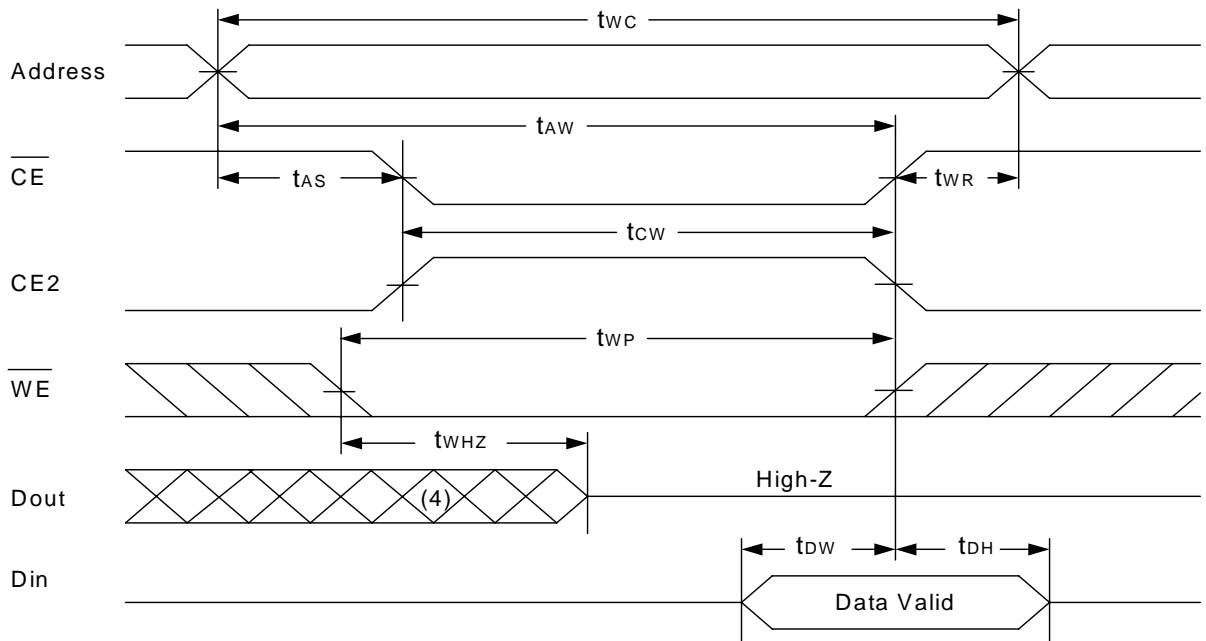 tWC
Address
tAW
CE
tAS
tWR
tCW
CE2
tWP
WE
tWHZ
Dout
(4)
High-Z
tDW
tDH
Din
Data Valid